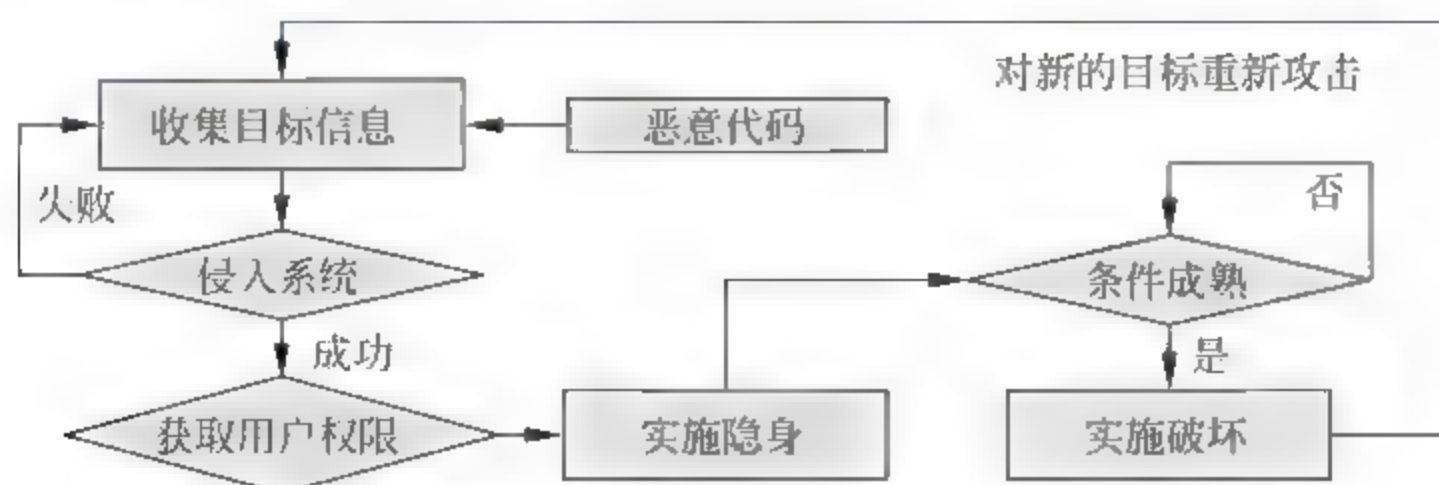 对新的目标重新攻击
收集目标信息
恶意代码
失败
否
侵入系统
条件成熟
成功
是
获取用户权限
实施隐身
实施破坏